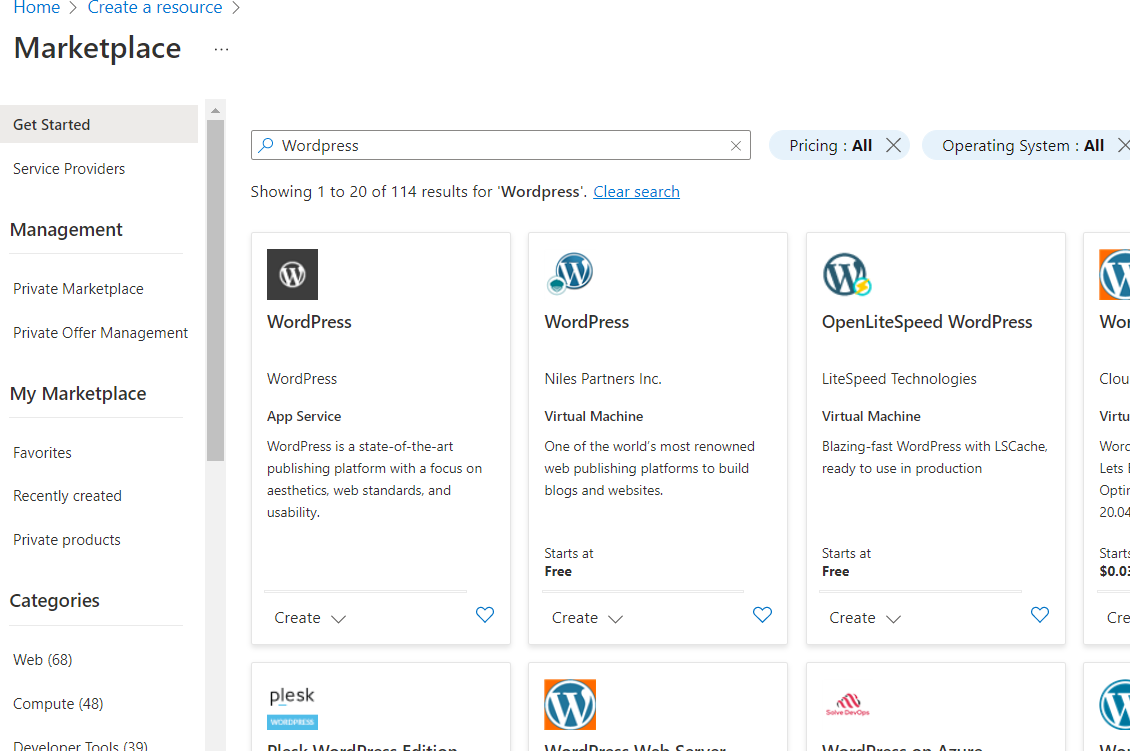 Home > Create a resource >
Marketplace ...
Get Started
Service Providers
Management
Private Marketplace
Private Offer Management
My Marketplace
Favorites
Recently created
Private products
Categories
Web (68)
Compute (48)
Developer Tools (39)
Wordpress
Pricing : All
Operating System : All
Showing 1 to 20 of 114 results for 'Wordpress'. Clear search
WordPress
WordPress
App Service
WordPress is a state-of-the-art
publishing platform with a focus on
aesthetics, web standards, and
usability.
Create
WordPress
Niles Partners Inc.
Virtual Machine
One of the world's most renowned
web publishing platforms to build
blogs and websites.
Starts at
Free
Create
OpenLiteSpeed WordPress
LiteSpeed Technologies
Virtual Machine
Blazing-fast WordPress with LSCache,
ready to use in production
Starts at
Free
Create
Clou
Virtu
Lets
Optir
20.04
Starts
$0.03
Cre
plesk
WORDPRESS
Plesk WordPress Edition
WordPress Web Server
Solve DevOps
WordPress on Azure